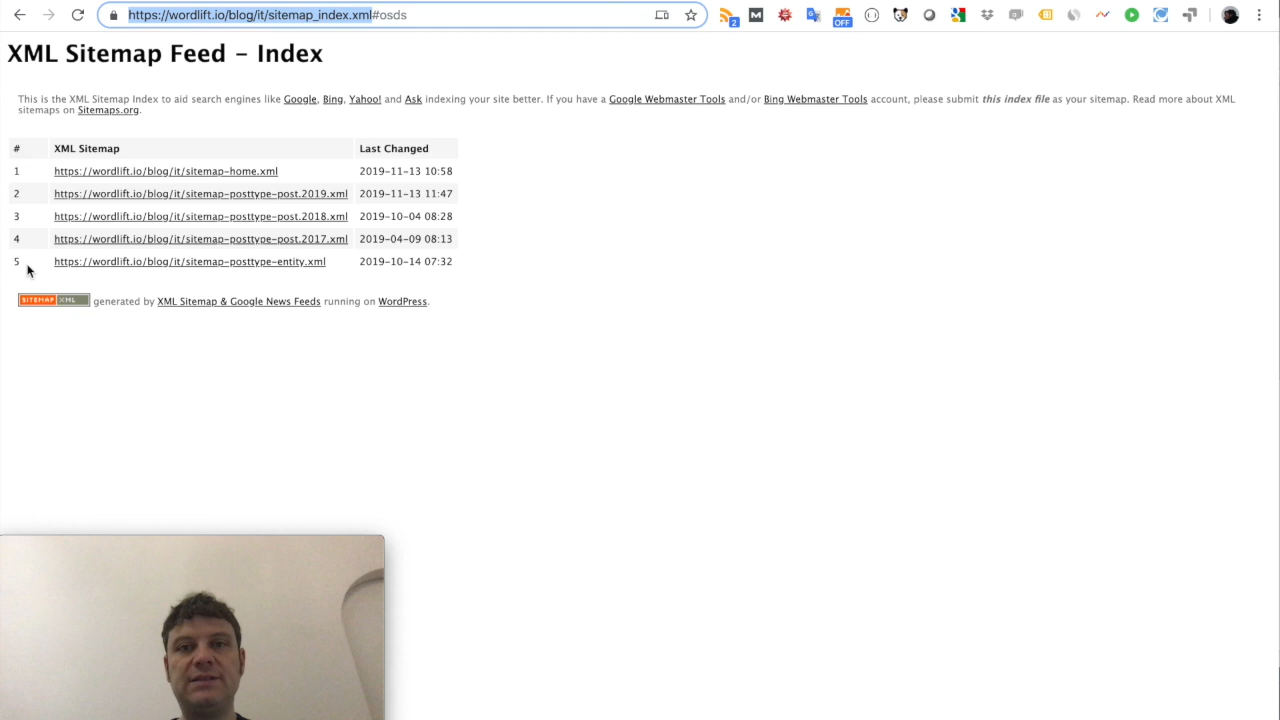 https://wordlift.io/blog/it/sitemap_index.xml#osds
2
OFF
XML Sitemap Feed – Index
This is the XML Sitemap Index to aid search engines like Google, Bing, Yahoo! and Ask indexing your site better. If you have a Google Webmaster Tools and/or Bing Webmaster Tools account, please submit this index file as your sitemap. Read more about XML
sitemaps on Sitemaps.org.
# XML Sitemap Last Changed
1 https://wordlift.io/blog/it/sitemap-home.xml 2019-11-13 10:58
2 https://wordlift.io/blog/it/sitemap-posttype-post.2019.xml 2019-11-13 11:47
3 https://wordlift.io/blog/it/sitemap-posttype-post.2018.xml 2019-10-04 08:28
4 https://wordlift.io/blog/it/sitemap-posttype-post.2017.xml 2019-04-09 08:13
5 https://wordlift.io/blog/it/sitemap-posttype-entity.xml 2019-10-14 07:32
SITEMAP XML generated by XML Sitemap & Google News Feeds running on WordPress.